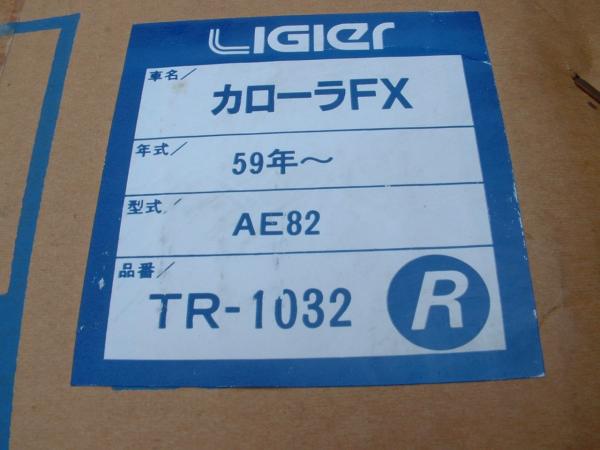 LIGIER
車名/
カローラFX
年式/
59年～
型式/
AE82
品番/
TR-1032 R